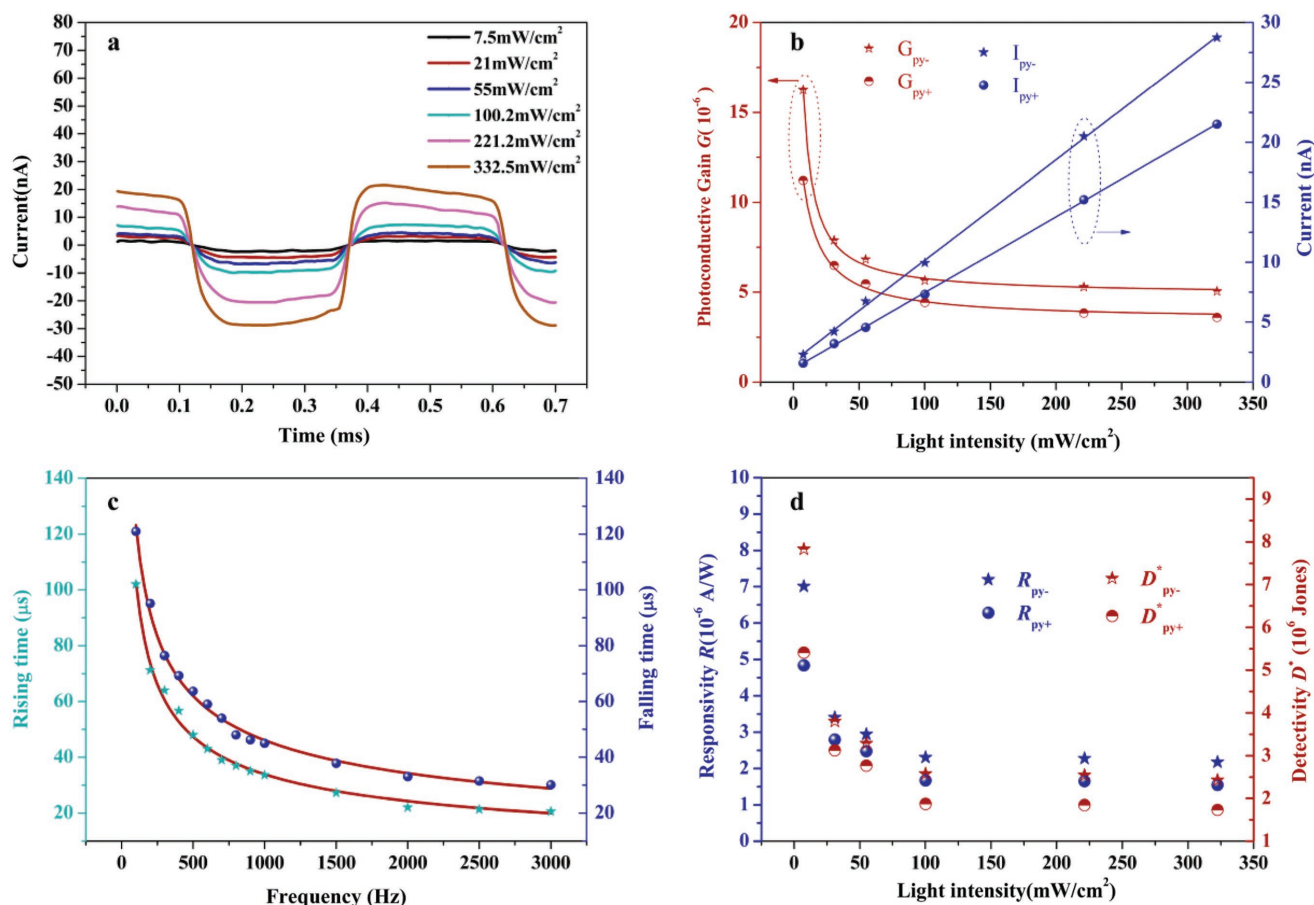 a
80
70
60
50
40
30
20
10
0
-10
-20
-30
-40
-50
Current(nA)
7.5mW/cm²
21mW/cm²
55mW/cm²
100.2mW/cm²
221.2mW/cm²
332.5mW/cm²
0.0 0.1 0.2 0.3 0.4 0.5 0.6 0.7
Time (ms)
b
20
15
10
5
0
Photoconductive Gain G( 10⁻⁶)
G py-
G py+
I py-
I py+
30
25
20
15
10
5
0
Current (nA)
0 50 100 150 200 250 300 350
Light intensity (mW/cm²)
c
140
120
100
80
60
40
20
Rising time (μs)
140
120
100
80
60
40
20
Falling time (μs)
0 500 1000 1500 2000 2500 3000
Frequency (Hz)
d
10
9
8
7
6
5
4
3
2
1
0
Responsivity R(10⁻⁶ A/W)
R py-
R py+
D* py-
D* py+
9
8
7
6
5
4
3
2
1
Detectivity D* (10⁶ Jones)
0 50 100 150 200 250 300 350
Light intensity(mW/cm²)